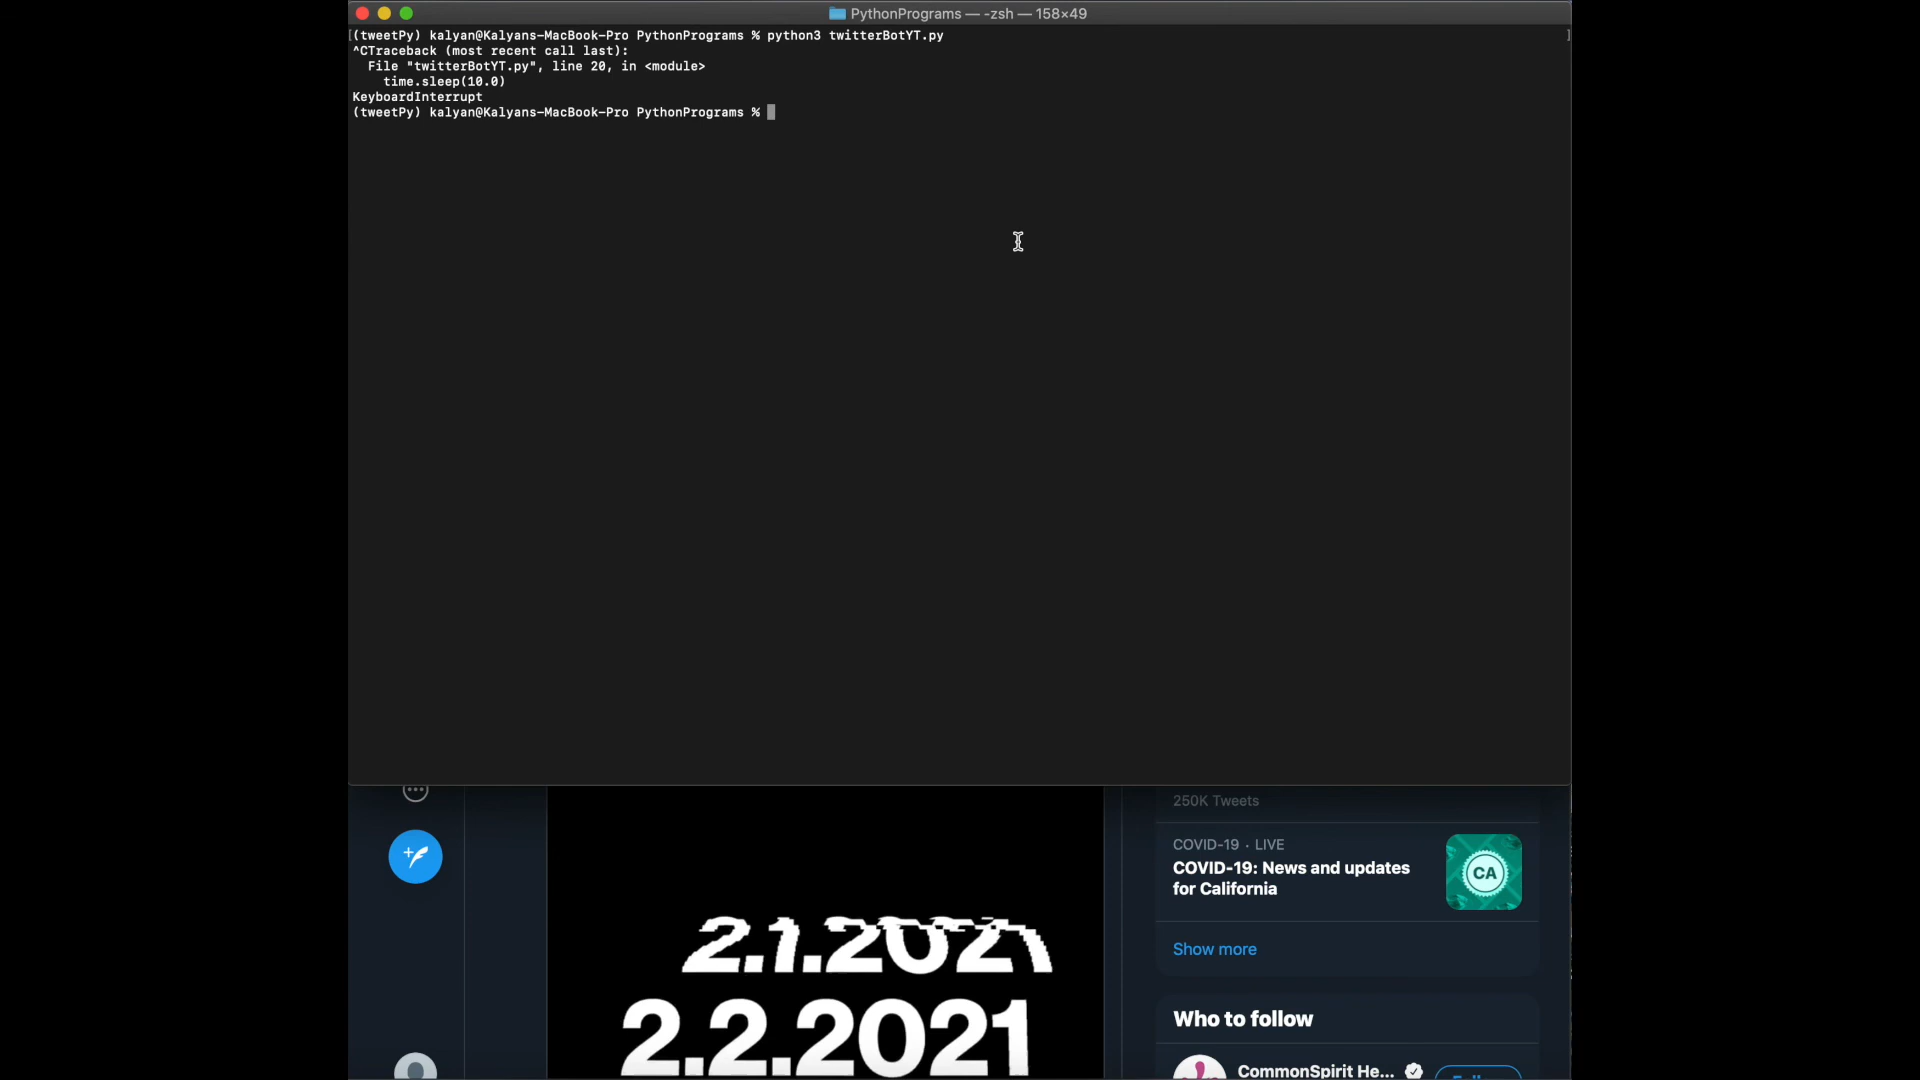 PythonPrograms — -zsh — 158×49
[(tweetPy) kalyan@Kalyans-MacBook-Pro PythonPrograms % python3 twitterBotYT.py ]
^CTraceback (most recent call last):
File "twitterBotYT.py", line 20, in <module>
time.sleep(10.0)
KeyboardInterrupt
(tweetPy) kalyan@Kalyans-MacBook-Pro PythonPrograms %
250K Tweets
COVID-19 · LIVE
COVID-19: News and updates
for California
CA
Show more
2.1.2021
2.2.2021
Who to follow
CommonSpirit He...